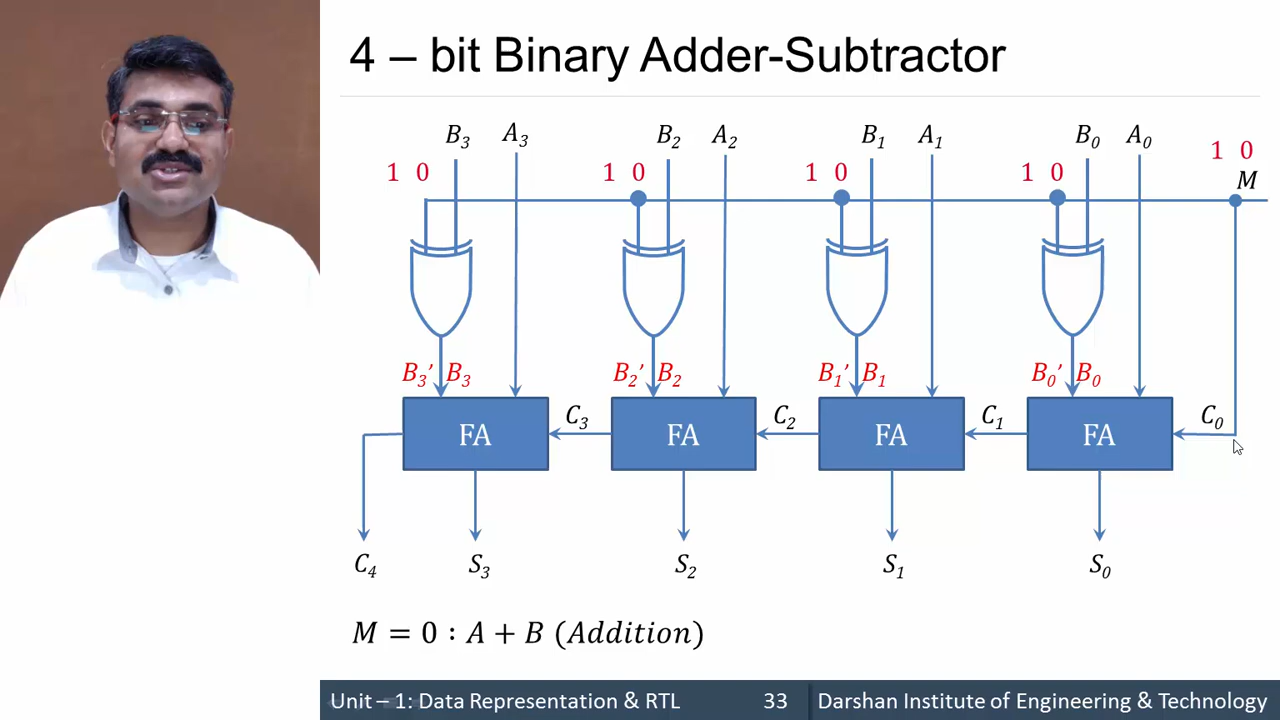 4 – bit Binary Adder-Subtractor
B3 A3 B2 A2 B1 A1 B0 A0
1 0 1 0 1 0 1 0 1 0
M
B3’ B3 B2’ B2 B1’ B1 B0’ B0
C3 C2 C1 C0
FA FA FA FA
C4 S3 S2 S1 S0
M = 0 : A + B (Addition)
Unit – 1: Data Representation & RTL 33 Darshan Institute of Engineering & Technology